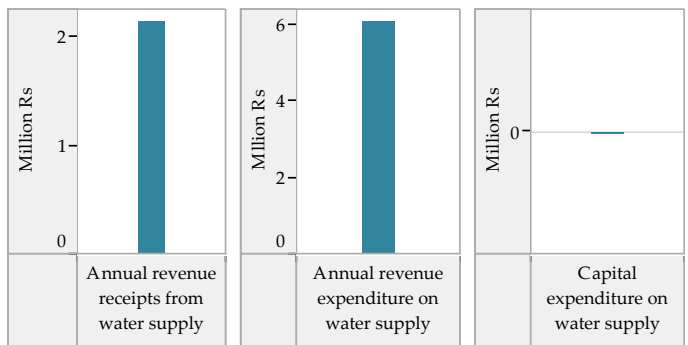 Million Rs
2
1
0
Annual revenue
receipts from
water supply
Mllion Rs
6
4
2
0
Annual revenue
expenditure on
water supply
Million Rs
0
Capital
expenditure on
water supply